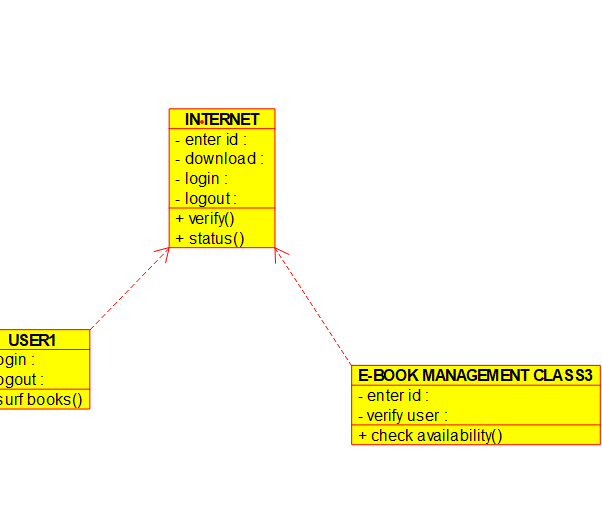 INTERNET
- enter id :
- download :
- login :
- logout :
+ verify()
+ status()
USER1
ogin :
ogout :
surf books()
E-BOOK MANAGEMENT CLASS3
- enter id :
- verify user :
+ check availability()